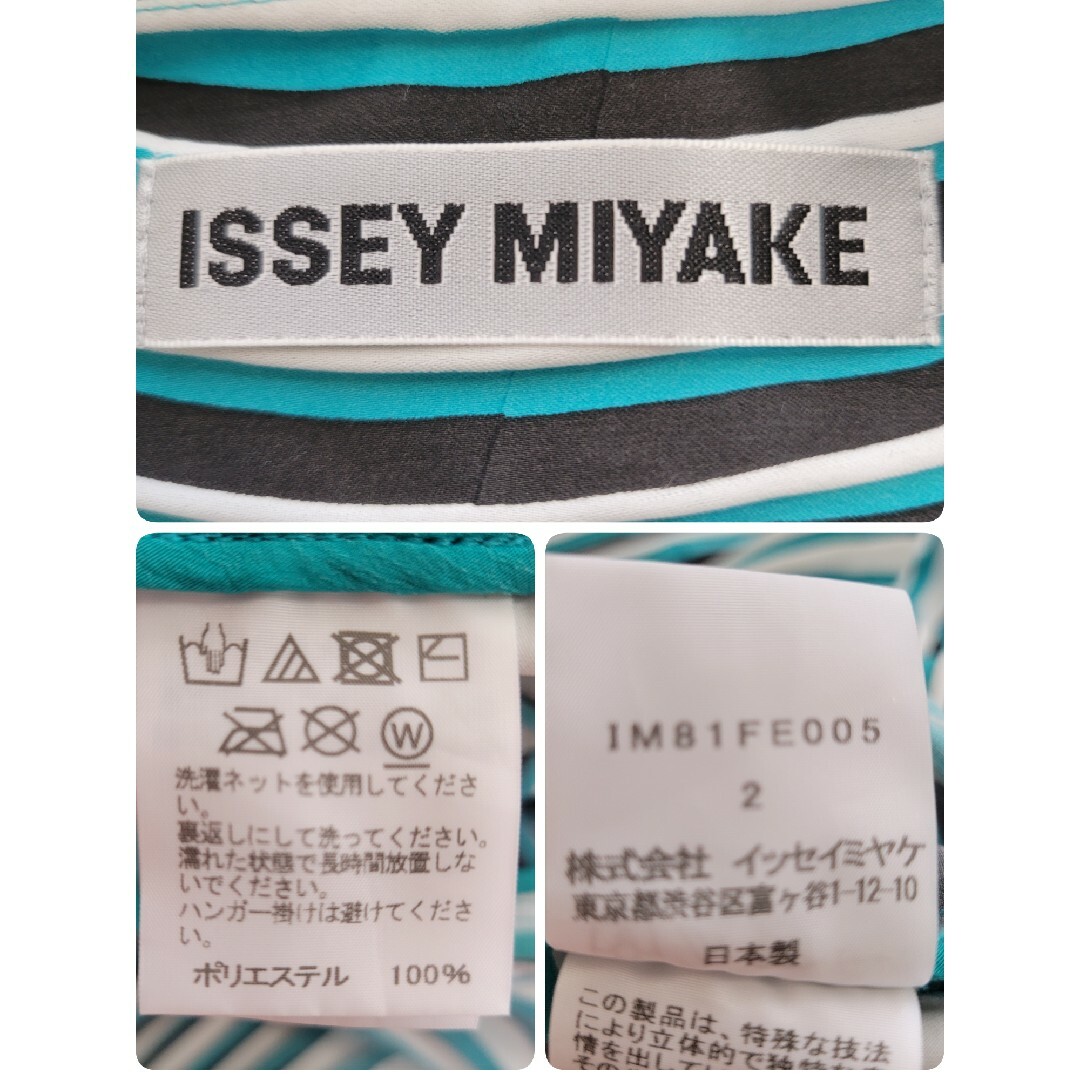 ISSEY MIYAKE
W
洗濯ネットを使用してくださ
い。
裏返しにして洗ってください。
濡れた状態で長時間放置しな
いでください。
ハンガー掛けは避けてくださ
い。
ポリエステル 100%
IM81FE005
2
株式会社 イッセイミヤケ
東京都渋谷区富ヶ谷1-12-10
日本製
この製品は、特殊な技法
により立体的で独特な
情を出し